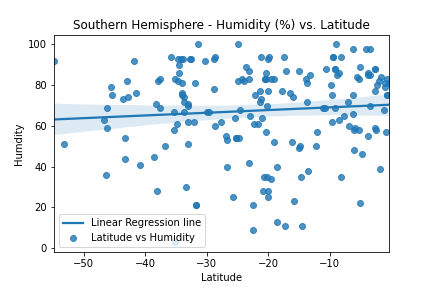 Southern Hemisphere - Humidity (%) vs. Latitude
100
80
60
40
20
0
Humidity
Linear Regression line
Latitude vs Humidity
−50
−40
−30
−20
−10
Latitude